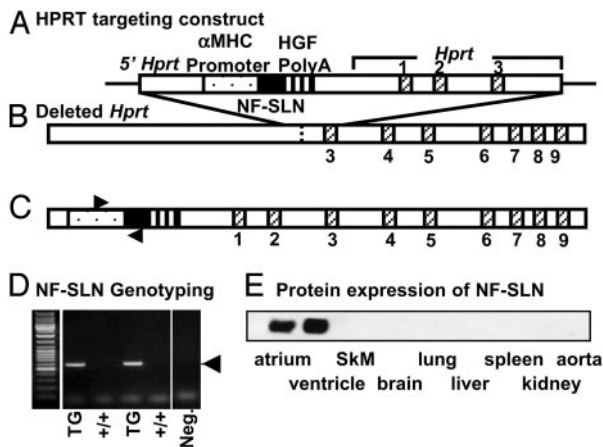 A HPRT targeting construct
αMHC HGF
5' Hprt Promoter PolyA Hprt
1 2 3
NF-SLN
B Deleted Hprt
3 4 5 6 7 8 9
C
1 2 3 4 5 6 7 8 9
D NF-SLN Genotyping
TG +/+ TG +/+ Neg.
E Protein expression of NF-SLN
atrium SkM lung spleen aorta
ventricle brain liver kidney